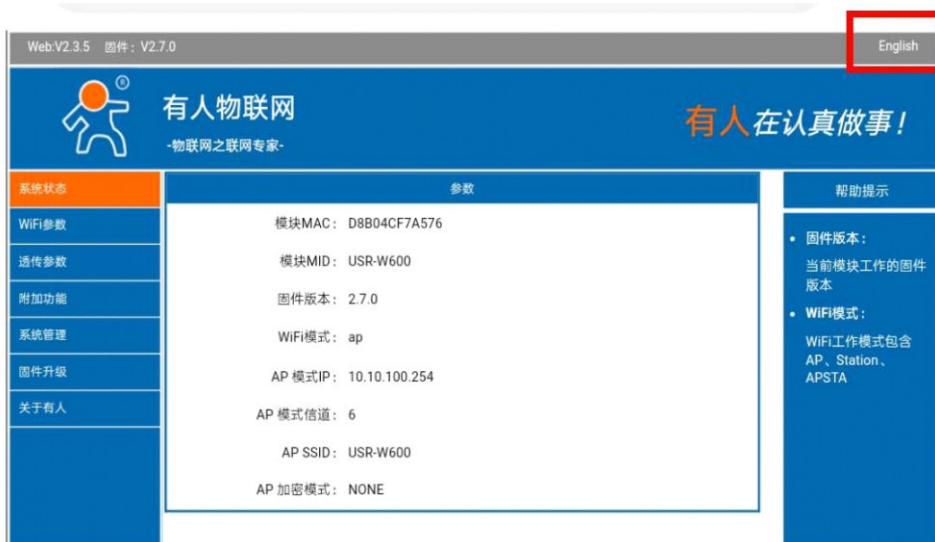 Web:V2.3.5 固件：V2.7.0
English
®
有人物联网
-物联网之联网专家-
有人在认真做事！
系统状态
WiFi参数
透传参数
附加功能
系统管理
固件升级
关于有人
参数
模块MAC： D8B04CF7A576
模块MID： USR-W600
固件版本： 2.7.0
WiFi模式： ap
AP 模式IP： 10.10.100.254
AP 模式信道： 6
AP SSID： USR-W600
AP 加密模式： NONE
帮助提示
• 固件版本：
当前模块工作的固件
版本
• WiFi模式：
WiFi工作模式包含
AP、Station、
APSTA